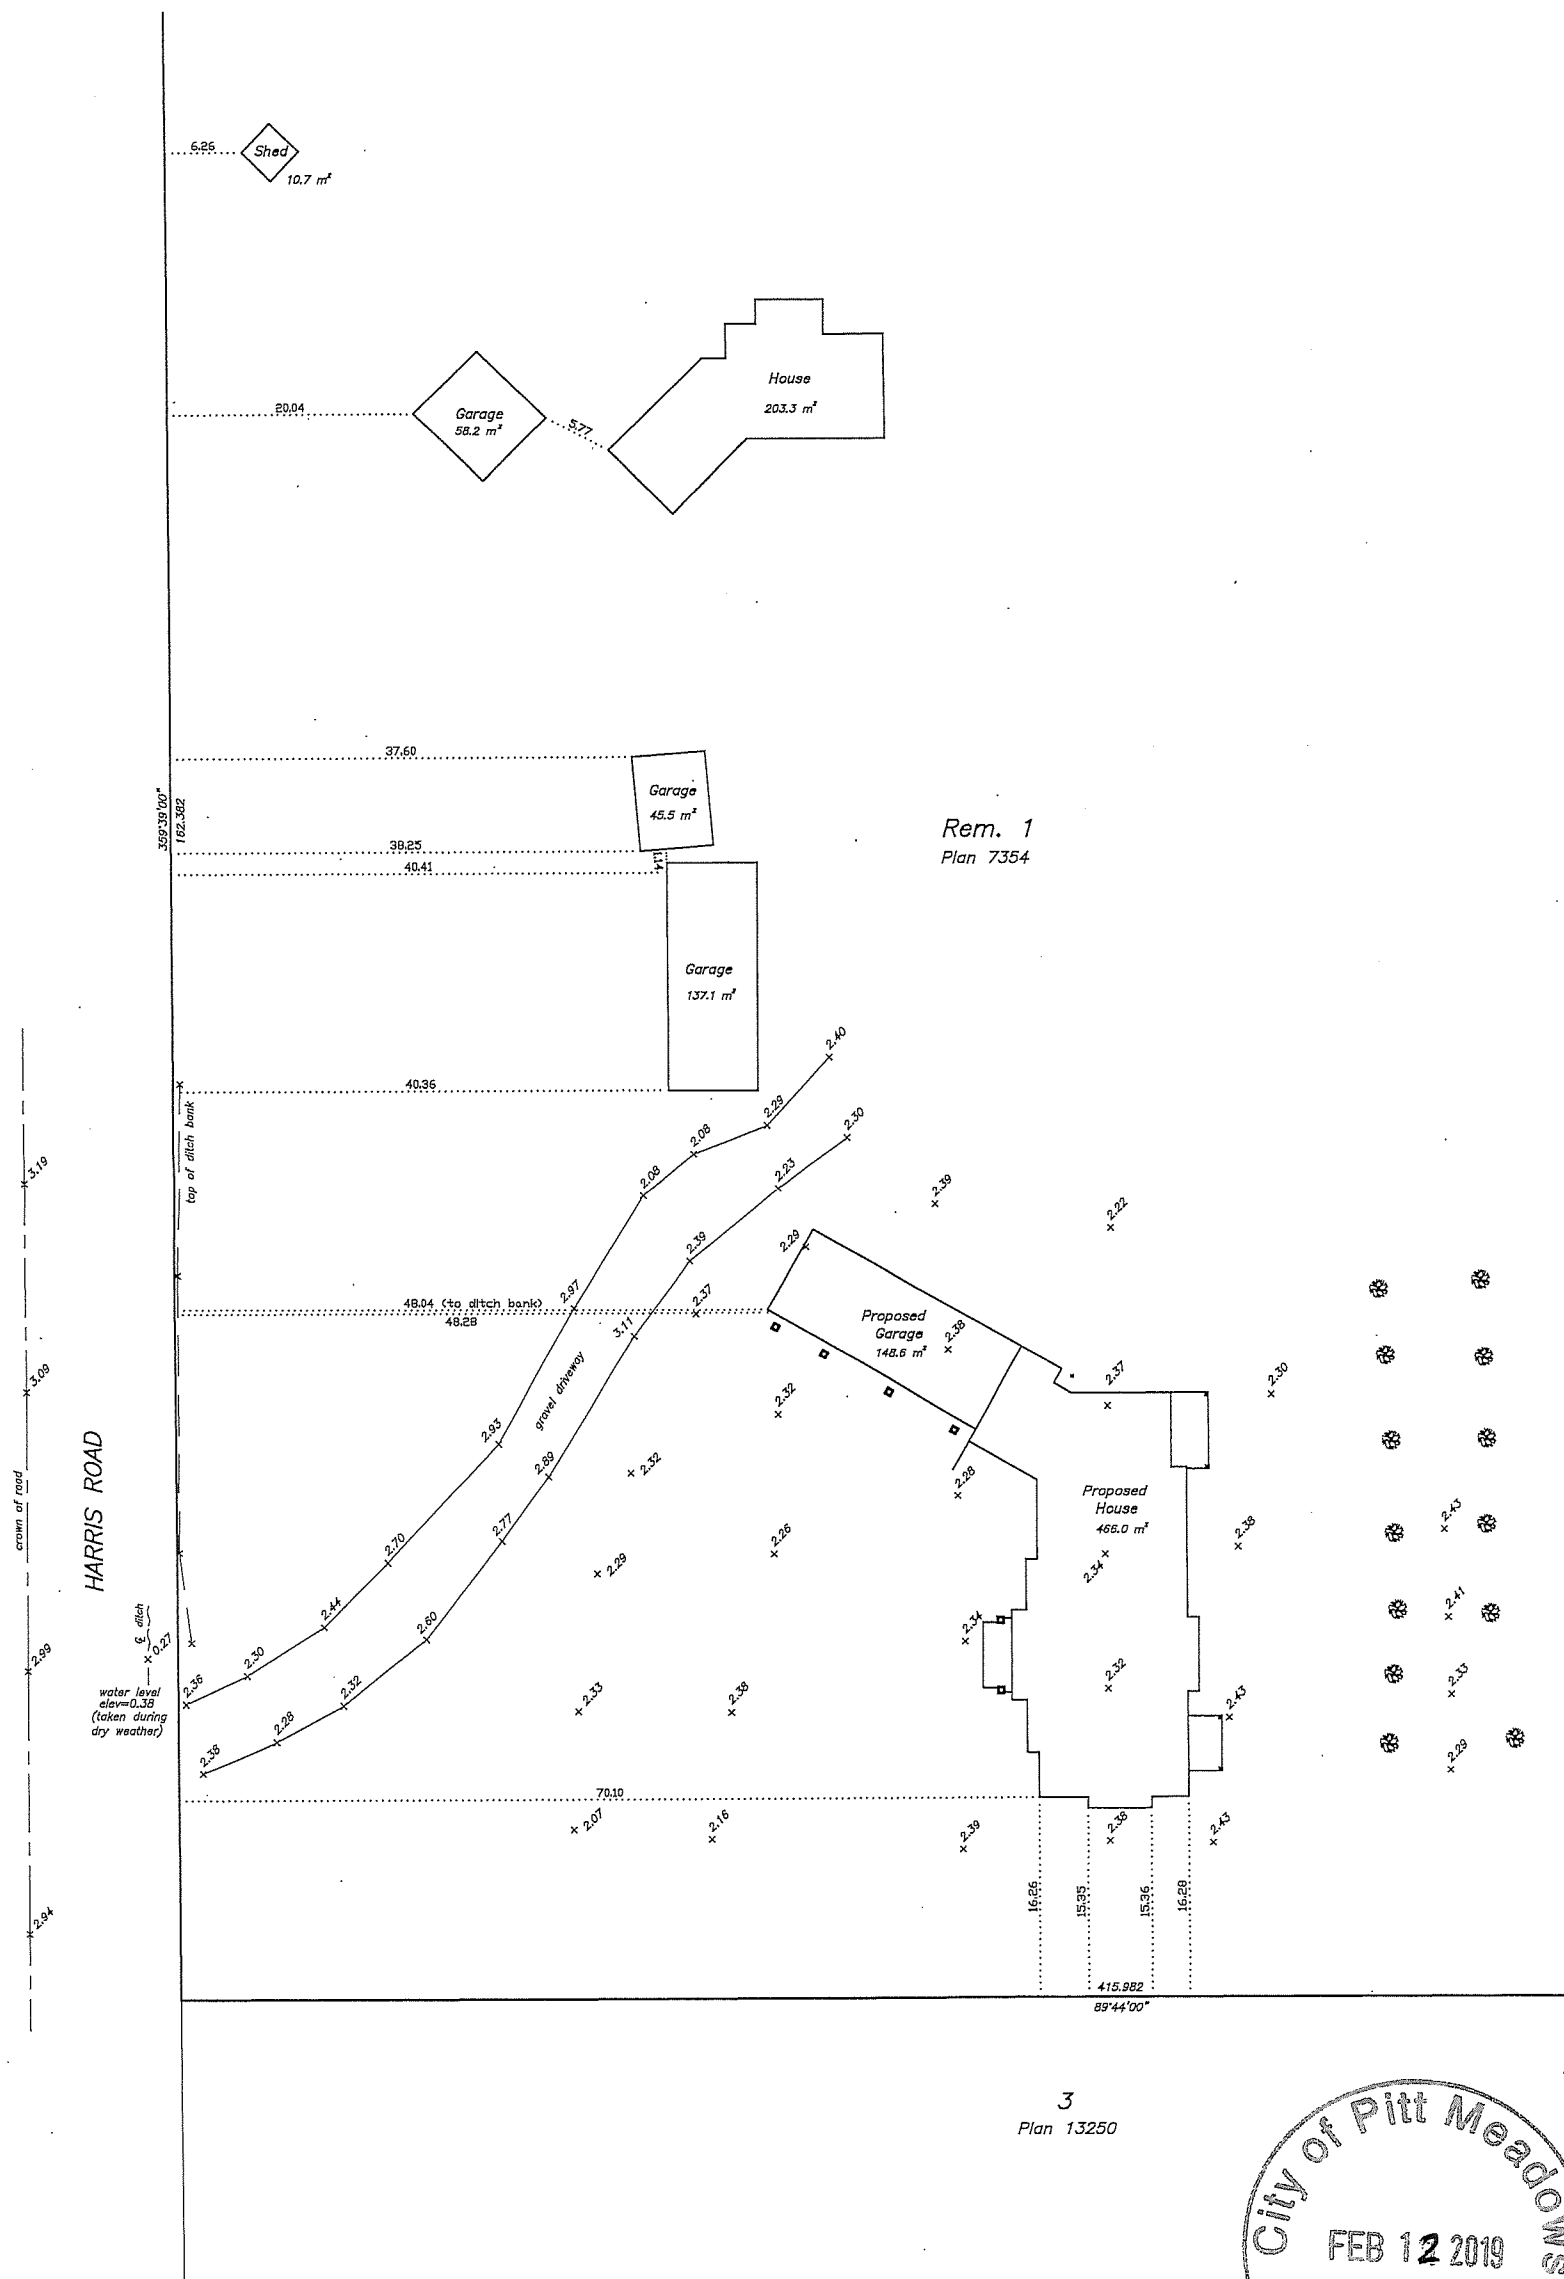 6.26
Shed
10.7 m²
House
203.3 m²
20.04
Garage
58.2 m²
5.77
37.60
Garage
45.5 m²
359°39'00"
162.382
38.25
1.14
40.41
Rem. 1
Plan 7354
Garage
137.1 m²
40.36
top of ditch bank
2.40
2.29
2.30
2.08
2.08
2.23
3.19
2.39
2.22
2.39
2.29
2.97
48.04 (to ditch bank)
48.28
2.37
3.11
Proposed
Garage
148.6 m²
2.38
gravel driveway
3.09
2.37
2.30
2.32
2.93
2.89
2.32
2.28
HARRIS ROAD
crown of road
Proposed
House
466.0 m²
2.43
2.38
2.77
2.70
2.29
2.26
2.34
2.44
2.60
℄ ditch
0.27
2.34
2.41
2.99
2.30
2.36
water level
elev=0.38
(taken during
dry weather)
2.32
2.33
2.38
2.32
2.43
2.33
2.28
2.38
2.29
70.10
2.07
2.16
2.39
2.38
2.43
16.26
15.35
15.36
16.28
2.94
415.982
89°44'00"
3
Plan 13250
City of Pitt Meadows
FEB 12 2019